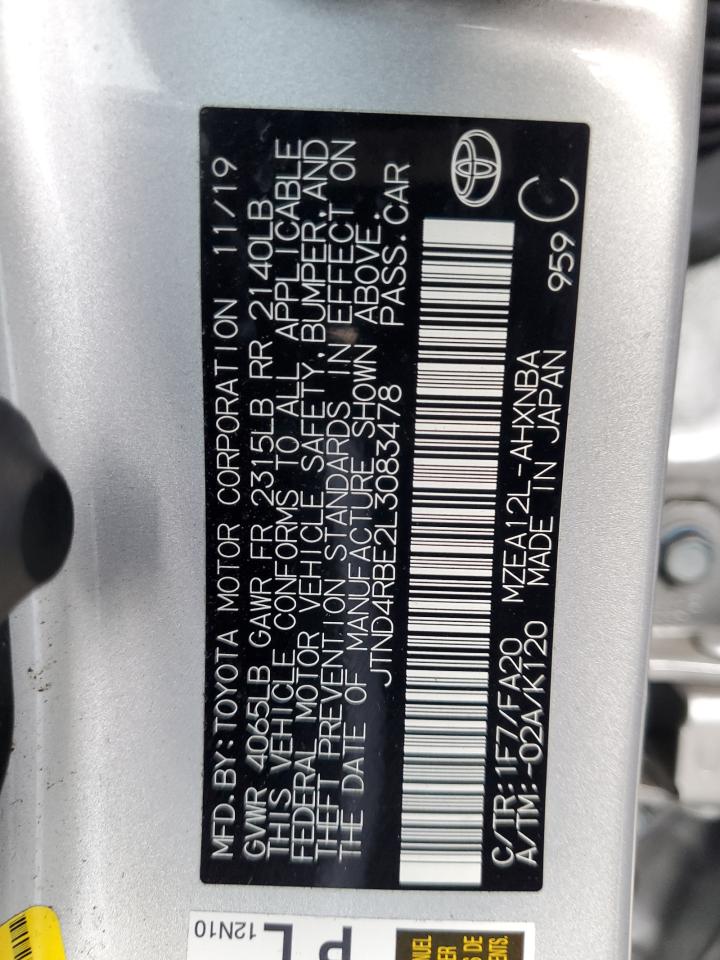 MFD. BY: TOYOTA MOTOR CORPORATION 11/19
GVWR 4065LB GAWR FR 2315LB RR 2140LB
THIS VEHICLE CONFORMS TO ALL APPLICABLE
FEDERAL MOTOR VEHICLE SAFETY, BUMPER, AND
THEFT PREVENTION STANDARDS IN EFFECT ON
THE DATE OF MANUFACTURE SHOWN ABOVE.
JTND4RBE2L3083478 PASS. CAR
C/TR: 1F7/FA20 MZEA12L-AHXNBA
A/TM: -02A/K120 MADE IN JAPAN
959 C
12N10